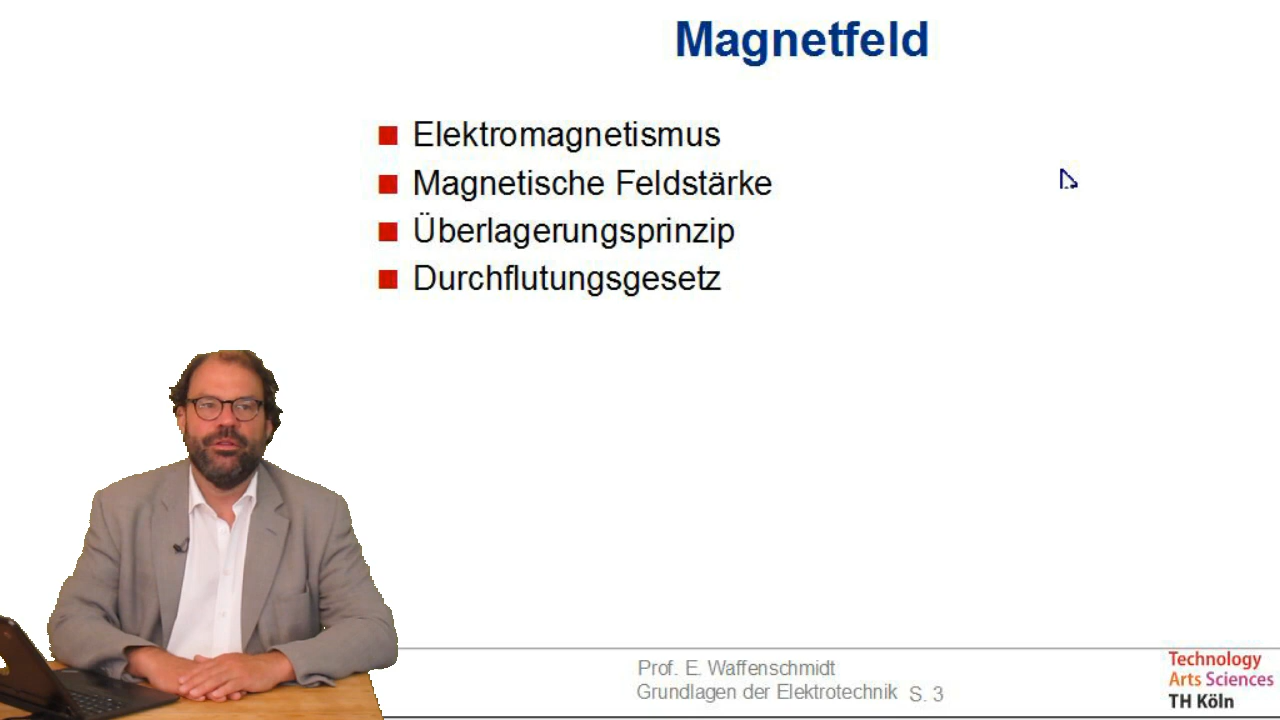 Magnetfeld
Elektromagnetismus
Magnetische Feldstärke
Überlagerungsprinzip
Durchflutungsgesetz
Prof. E. Waffenschmidt
Grundlagen der Elektrotechnik S. 3
Technology
Arts Sciences
TH Köln